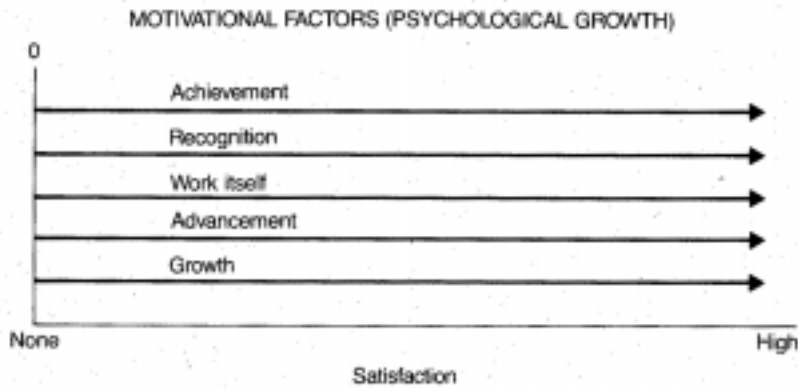 MOTIVATIONAL FACTORS (PSYCHOLOGICAL GROWTH)
0
Achievement
Recognition
Work itself
Advancement
Growth
None High
Satisfaction